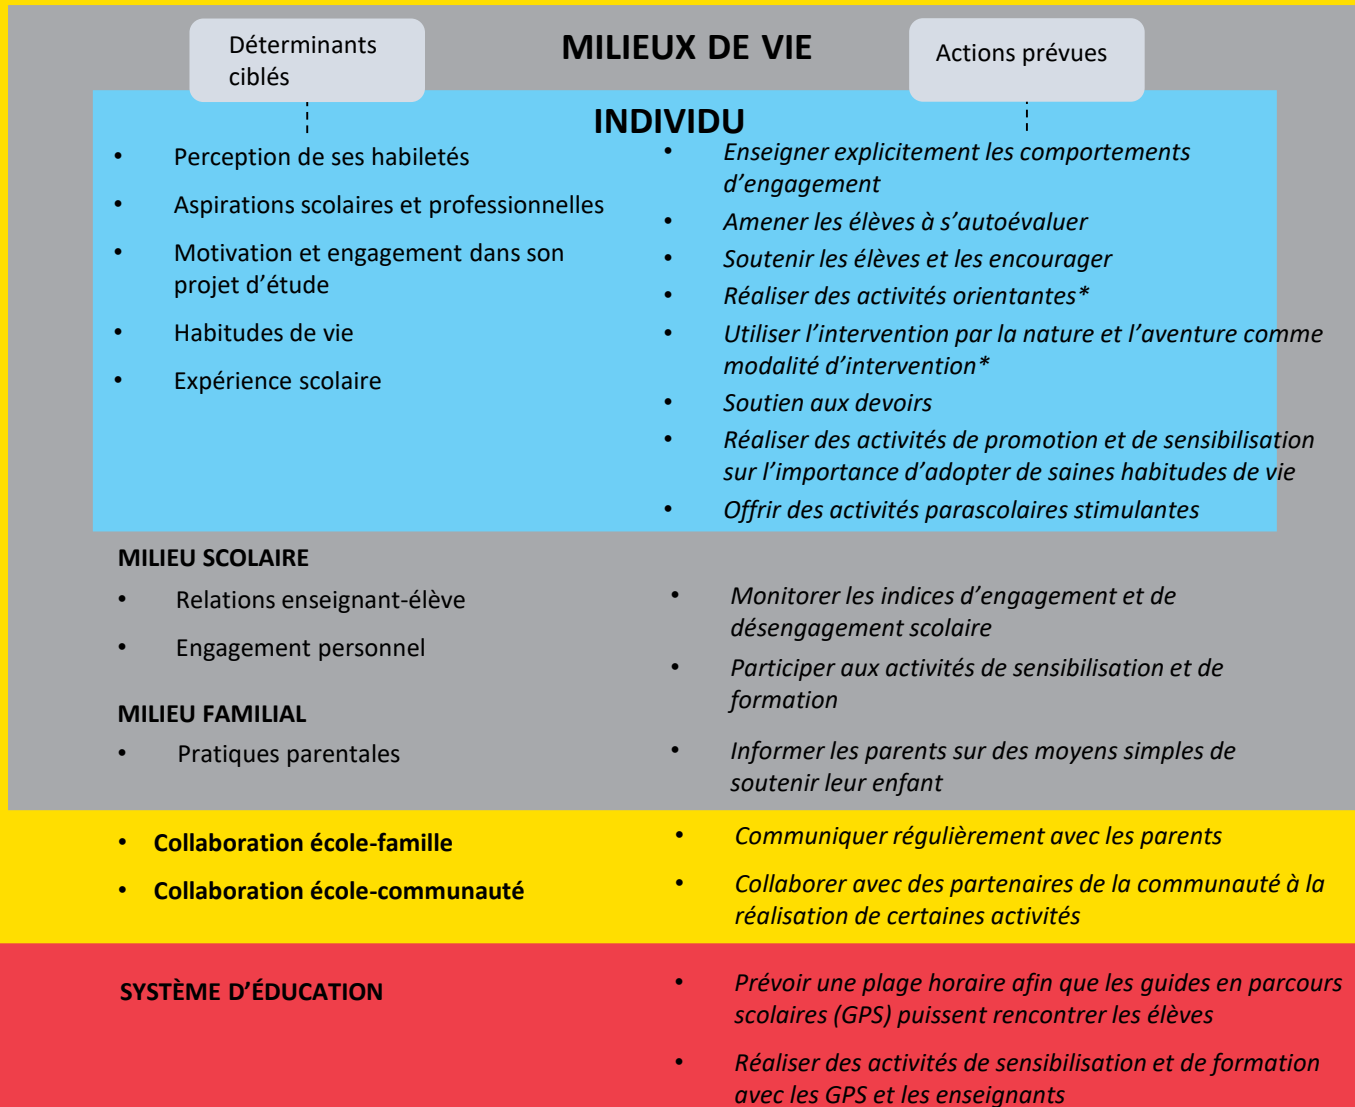 Déterminants
ciblés
MILIEUX DE VIE
Actions prévues
INDIVIDU
• Perception de ses habiletés
• Aspirations scolaires et professionnelles
• Motivation et engagement dans son
projet d’étude
• Habitudes de vie
• Expérience scolaire
• Enseigner explicitement les comportements
d’engagement
• Amener les élèves à s’autoévaluer
• Soutenir les élèves et les encourager
• Réaliser des activités orientantes*
• Utiliser l’intervention par la nature et l’aventure comme
modalité d’intervention*
• Soutien aux devoirs
• Réaliser des activités de promotion et de sensibilisation
sur l’importance d’adopter de saines habitudes de vie
• Offrir des activités parascolaires stimulantes
MILIEU SCOLAIRE
• Relations enseignant-élève
• Engagement personnel
• Monitorer les indices d’engagement et de
désengagement scolaire
• Participer aux activités de sensibilisation et de
formation
MILIEU FAMILIAL
• Pratiques parentales
• Informer les parents sur des moyens simples de
soutenir leur enfant
• Collaboration école-famille
• Collaboration école-communauté
• Communiquer régulièrement avec les parents
• Collaborer avec des partenaires de la communauté à la
réalisation de certaines activités
SYSTÈME D’ÉDUCATION
• Prévoir une plage horaire afin que les guides en parcours
scolaires (GPS) puissent rencontrer les élèves
• Réaliser des activités de sensibilisation et de formation
avec les GPS et les enseignants